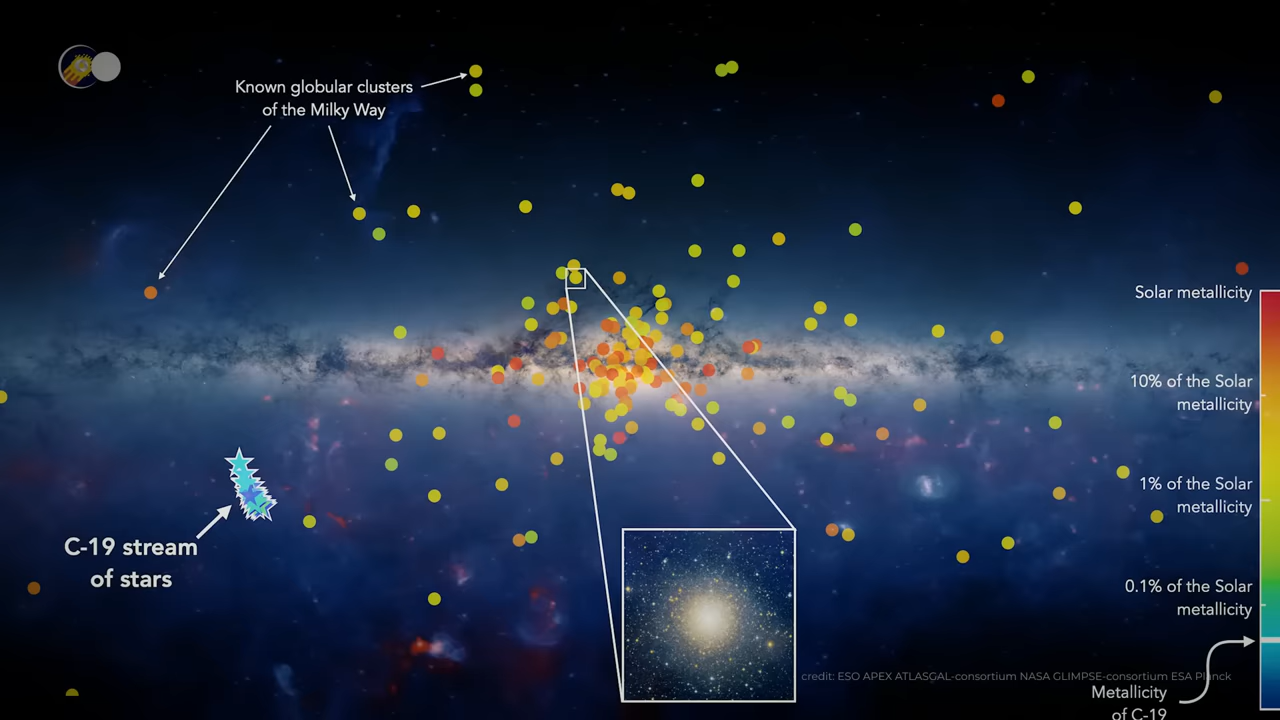 Known globular clusters
of the Milky Way
Solar metallicity
10% of the Solar
metallicity
1% of the Solar
metallicity
C-19 stream
of stars
0.1% of the Solar
metallicity
credit: ESO APEX ATLASGAL-consortium NASA GLIMPSE-consortium ESA Planck
Metallicity
of C-19